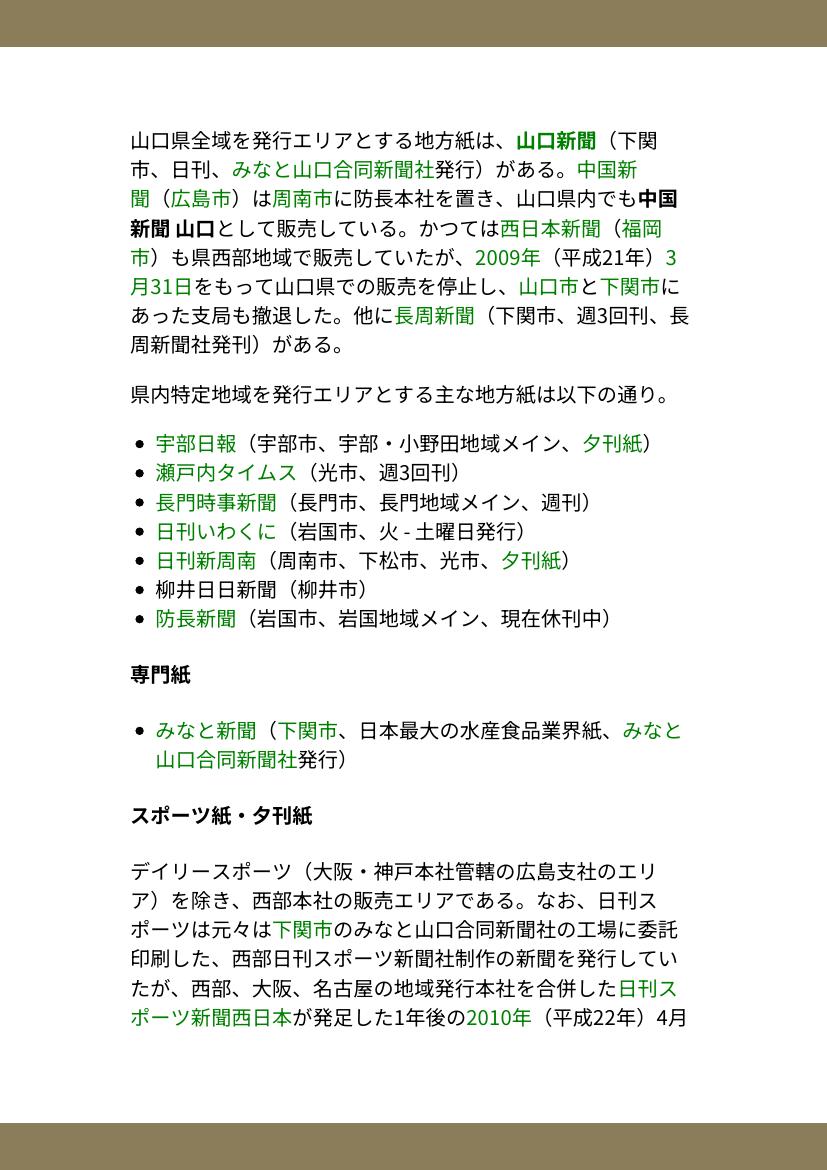 山口県全域を発行エリアとする地方紙は、山口新聞（下関
市、日刊、みなと山口合同新聞社発行）がある。中国新
聞（広島市）は周南市に防長本社を置き、山口県内でも中国
新聞 山口として販売している。かつては西日本新聞（福岡
市）も県西部地域で販売していたが、2009年（平成21年）3
月31日をもって山口県での販売を停止し、山口市と下関市に
あった支局も撤退した。他に長周新聞（下関市、週3回刊、長
周新聞社発刊）がある。
県内特定地域を発行エリアとする主な地方紙は以下の通り。
• 宇部日報（宇部市、宇部・小野田地域メイン、夕刊紙）
• 瀬戸内タイムス（光市、週3回刊）
• 長門時事新聞（長門市、長門地域メイン、週刊）
• 日刊いわくに（岩国市、火 - 土曜日発行）
• 日刊新周南（周南市、下松市、光市、夕刊紙）
• 柳井日日新聞（柳井市）
• 防長新聞（岩国市、岩国地域メイン、現在休刊中）
専門紙
• みなと新聞（下関市、日本最大の水産食品業界紙、みなと
山口合同新聞社発行）
スポーツ紙・夕刊紙
デイリースポーツ（大阪・神戸本社管轄の広島支社のエリ
ア）を除き、西部本社の販売エリアである。なお、日刊ス
ポーツは元々は下関市のみなと山口合同新聞社の工場に委託
印刷した、西部日刊スポーツ新聞社制作の新聞を発行してい
たが、西部、大阪、名古屋の地域発行本社を合併した日刊ス
ポーツ新聞西日本が発足した1年後の2010年（平成22年）4月